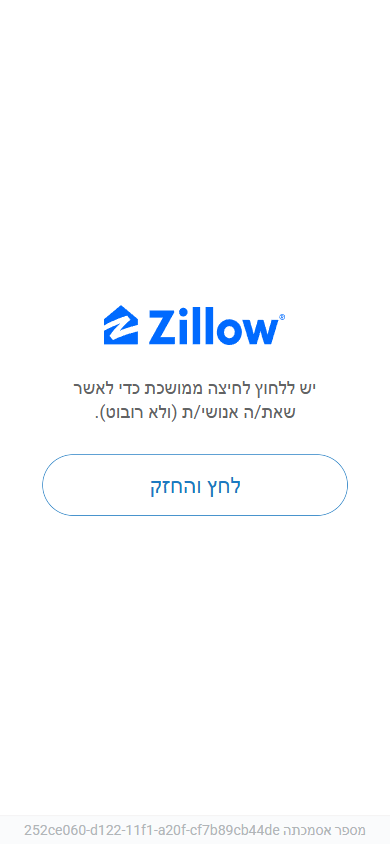 Zillow®
יש ללחוץ לחיצה ממושכת כדי לאשר
שאת/ה אנושי/ת (ולא רובוט).
לחץ והחזק
מספר אסמכתה 252ce060-d122-11f1-a20f-cf7b89cb44de